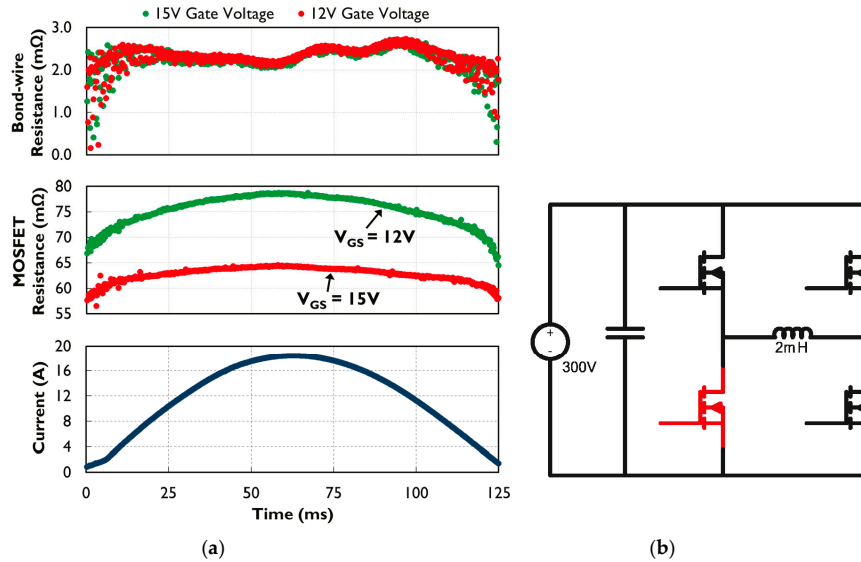 15V Gate Voltage
12V Gate Voltage
Bond-wire
Resistance (mΩ)
3.0
2.0
1.0
0.0
MOSFET
Resistance (mΩ)
80
75
70
65
60
55
VGS = 12V
VGS = 15V
Current (A)
20
16
12
8
4
0
0
25
50
75
100
125
Time (ms)
(a)
+
-
300V
2mH
(b)